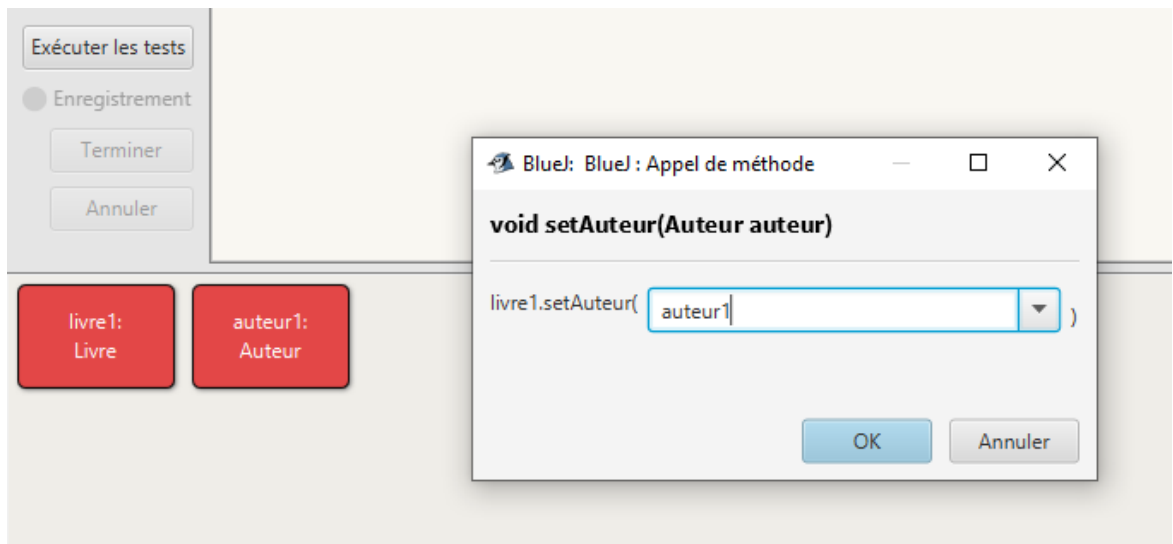 Exécuter les tests
Enregistrement
Terminer
Annuler
BlueJ: BlueJ : Appel de méthode
void setAuteur(Auteur auteur)
livre1.setAuteur( auteur1 )
OK
Annuler
livre1:
Livre
auteur1:
Auteur